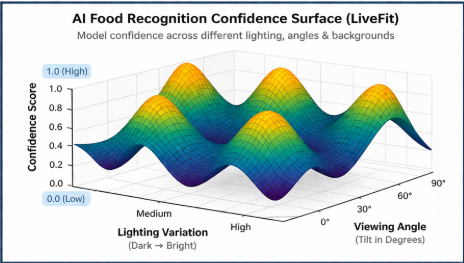 AI Food Recognition Confidence Surface (LiveFit)
Model confidence across different lighting, angles & backgrounds
1.0 (High)
Confidence Score
1.0
0.8
0.6
0.4
0.2
0.0
0.0 (Low)
Medium
High
Lighting Variation
(Dark → Bright)
0°
30°
60°
90°
Viewing Angle
(Tilt in Degrees)